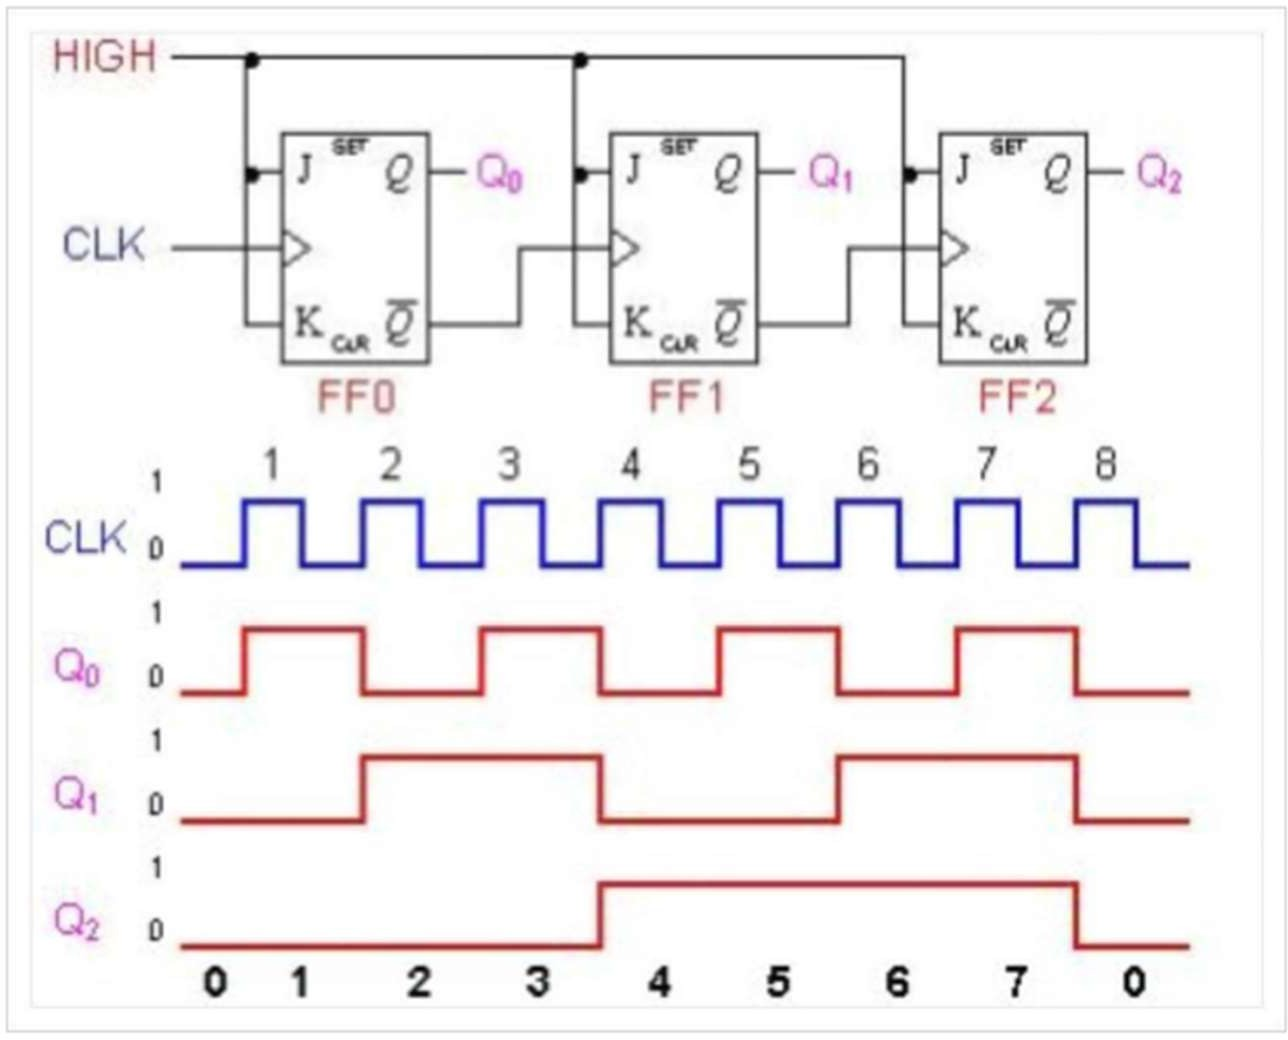 HIGH
SET SET SET
J Q Q₀ J Q Q₁ J Q Q₂
CLK
K CLR Q̅ K CLR Q̅ K CLR Q̅
FF0 FF1 FF2
1 2 3 4 5 6 7 8
1
CLK 0
1
Q₀ 0
1
Q₁ 0
1
Q₂ 0
0 1 2 3 4 5 6 7 0